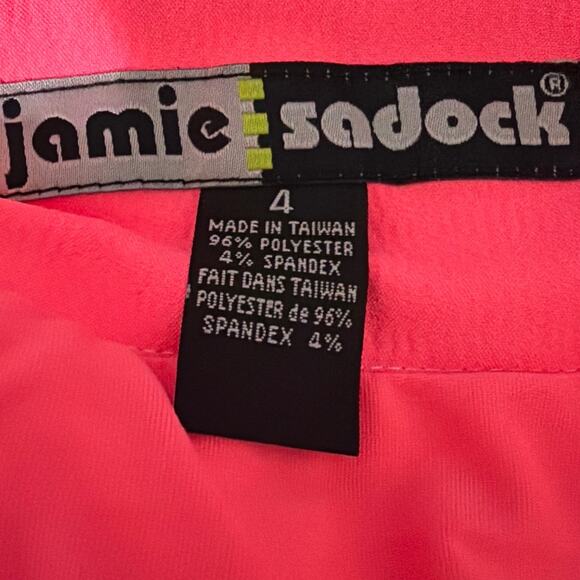 jamie sadock®
4
MADE IN TAIWAN
96% POLYESTER
4% SPANDEX
FAIT DANS TAIWAN
POLYESTER de 96%
SPANDEX 4%